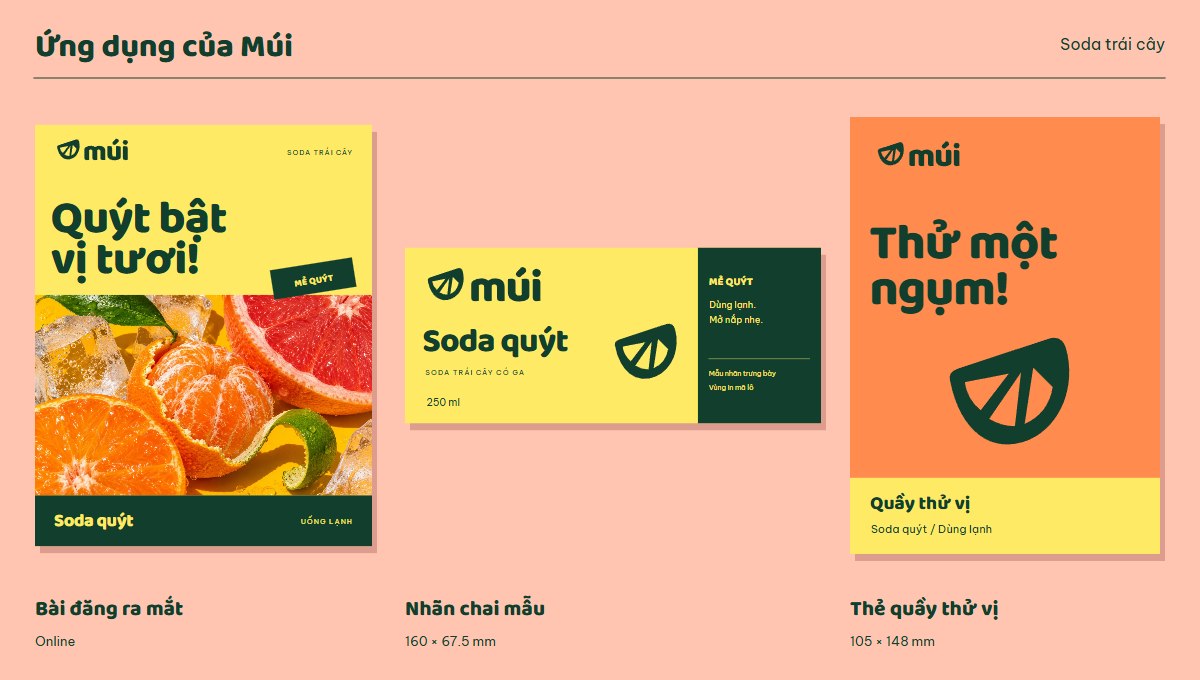 Ứng dụng của Múi
Soda trái cây
múi
SODA TRÁI CÂY
Quýt bật
vị tươi!
MẺ QUÝT
Soda quýt
UỐNG LẠNH
Bài đăng ra mắt
Online
múi
Soda quýt
SODA TRÁI CÂY CÓ GA
250 ml
MẺ QUÝT
Dùng lạnh.
Mở nắp nhẹ.
Mẫu nhãn trưng bày
Vùng in mã lô
Nhãn chai mẫu
160 × 67.5 mm
múi
Thử một
ngụm!
Quầy thử vị
Soda quýt / Dùng lạnh
Thẻ quầy thử vị
105 × 148 mm